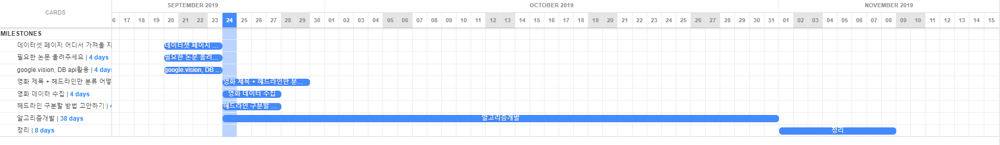 CARDS
SEPTEMBER 2019 OCTOBER 2019 NOVEMBER 2019
6 17 18 19 20 21 22 23 24 25 26 27 28 29 30 01 02 03 04 05 06 07 08 09 10 11 12 13 14 15 16 17 18 19 20 21 22 23 24 25 26 27 28 29 30 31 01 02 03 04 05 06 07 08 09 10 11 12 13 14 15
MILESTONES
데이터셋 페이지 어디서 가져올 지 데이터셋 페이지 ...
필요한 논문 올려주세요 | 4 days 필요한 논문 올려...
google.vision, DB api활용 | 4 days google.vision, DB ...
영화 제목 + 헤드라인만 분류 어떻 영화 제목 + 헤드라인만 분...
영화 데이터 수집 | 4 days 영화 데이터 수집
헤드라인 구분할 방법 고안하기 | 4 헤드라인 구분할 ...
알고리즘개발 | 38 days 알고리즘개발
정리 | 8 days 정리